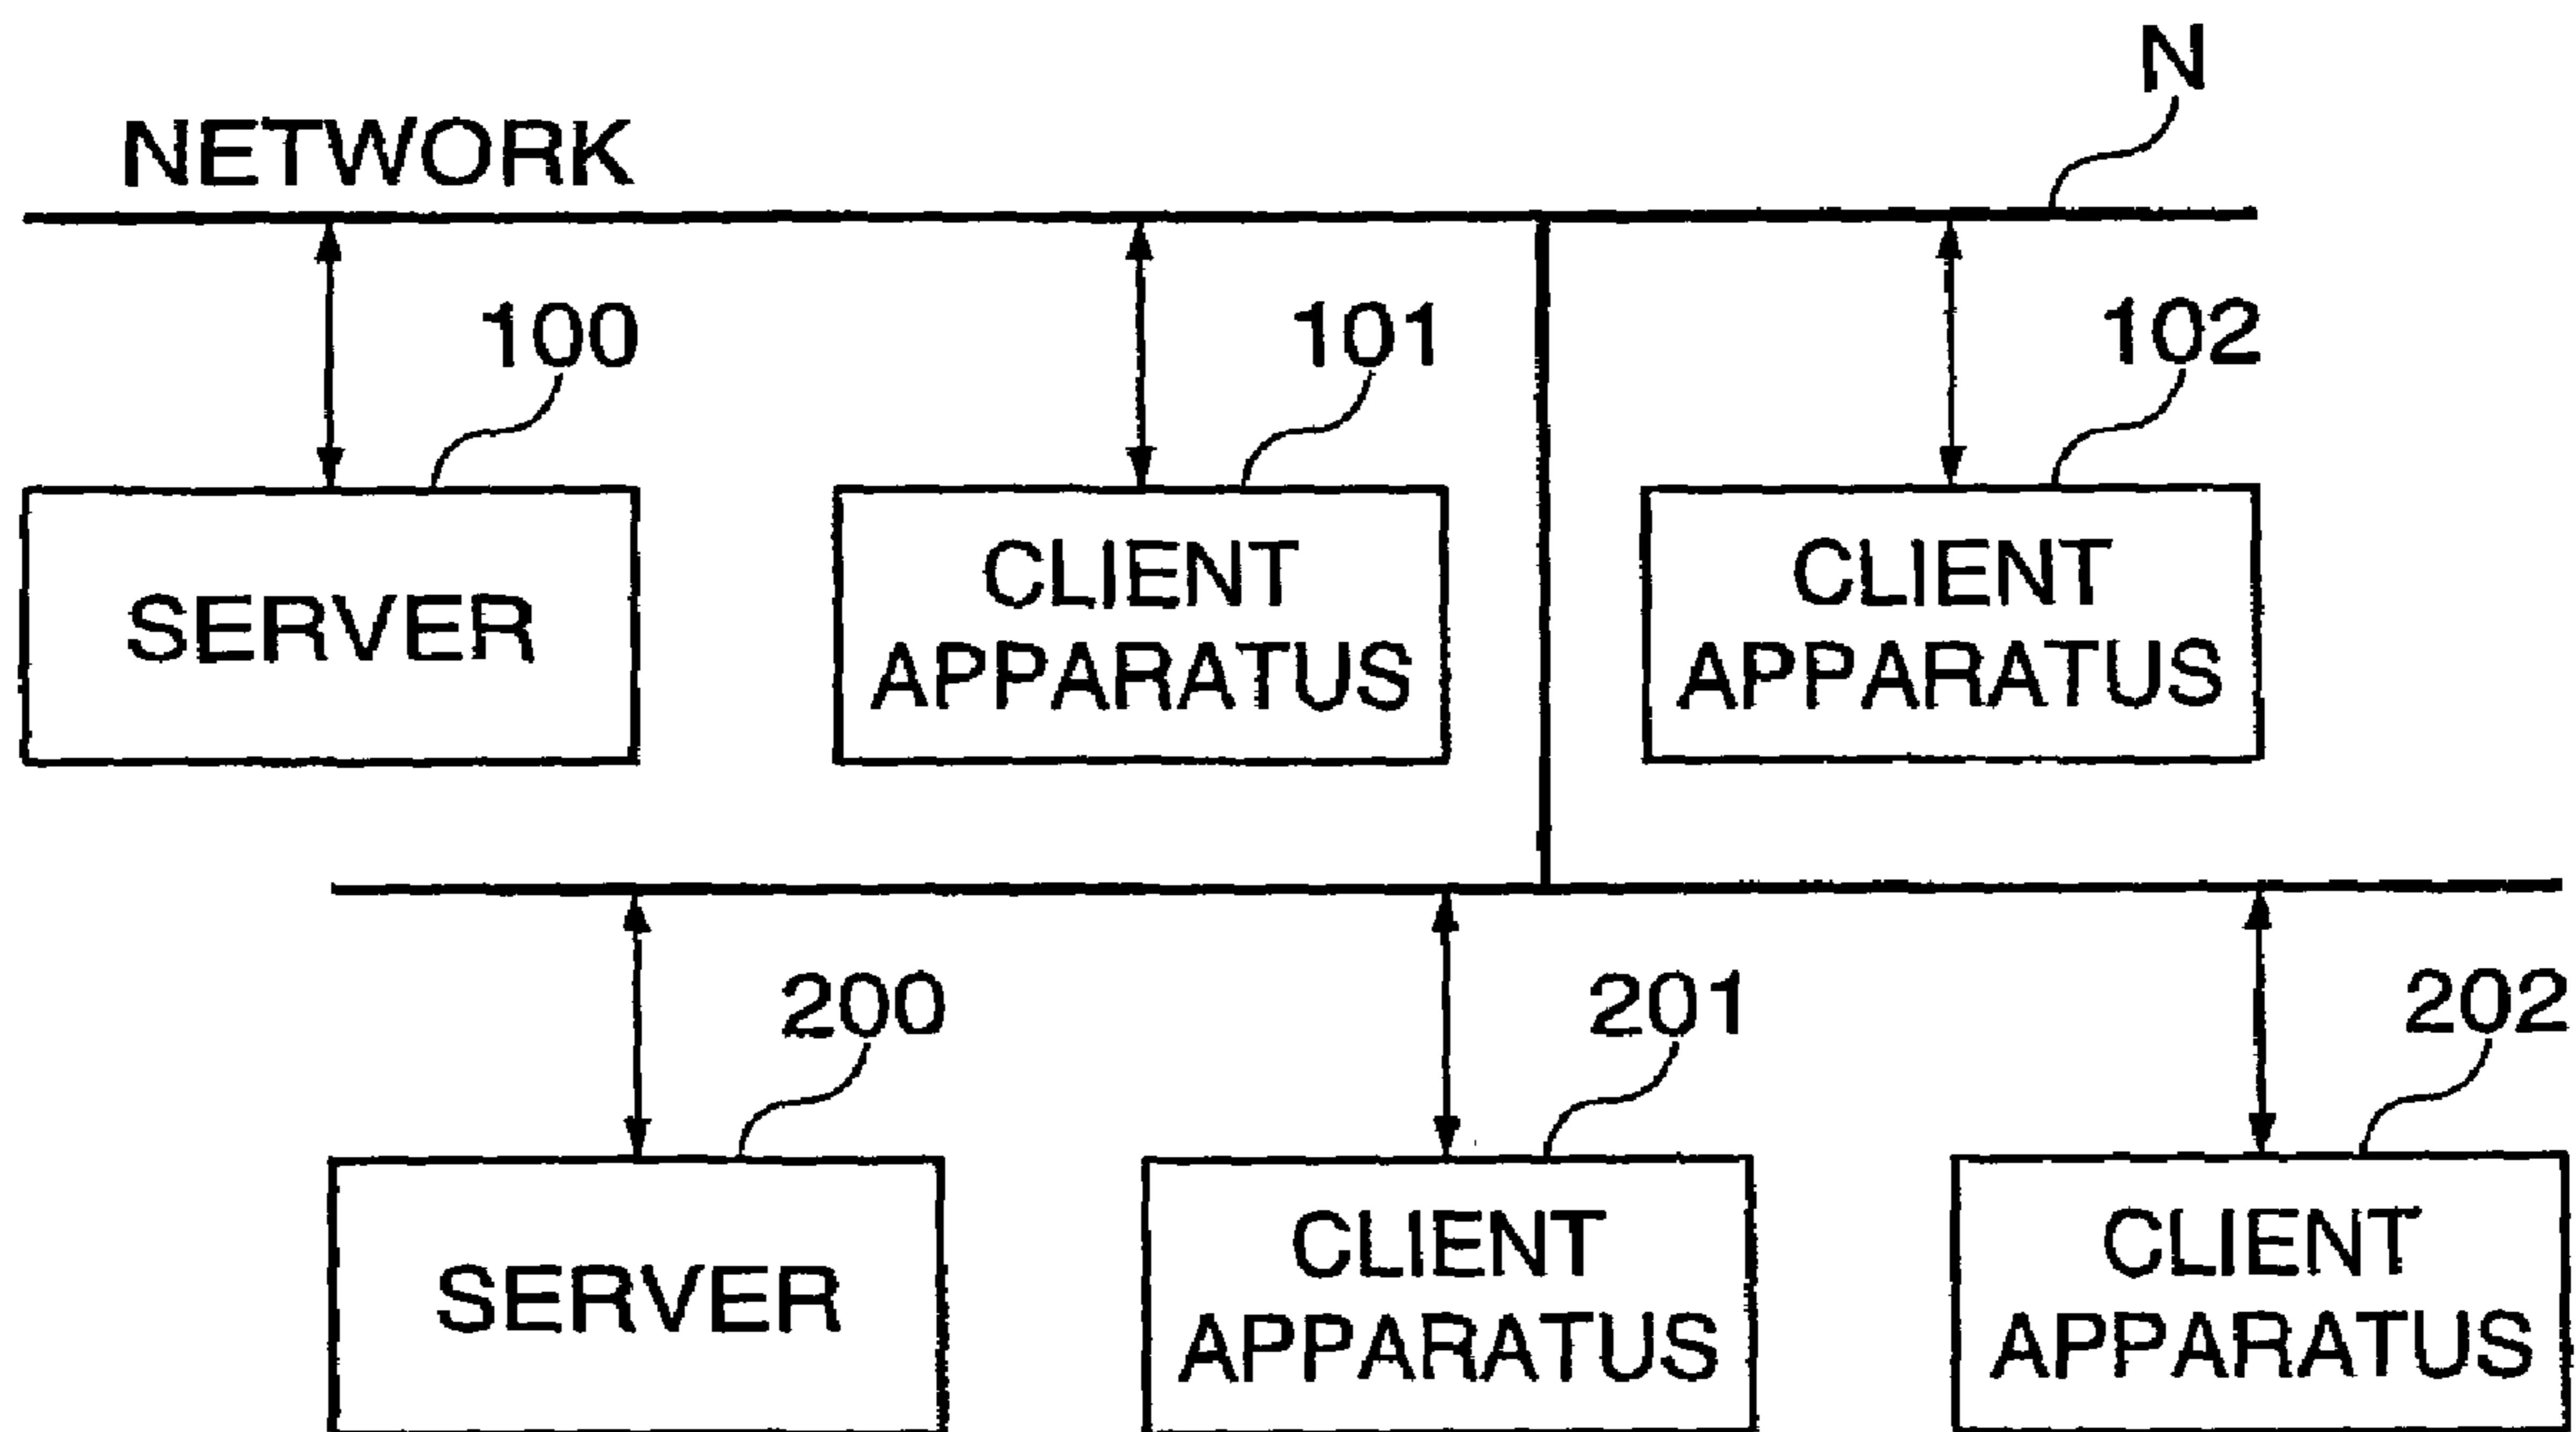 N
NETWORK
100
101
102
SERVER
CLIENT
APPARATUS
CLIENT
APPARATUS
200
201
202
SERVER
CLIENT
APPARATUS
CLIENT
APPARATUS